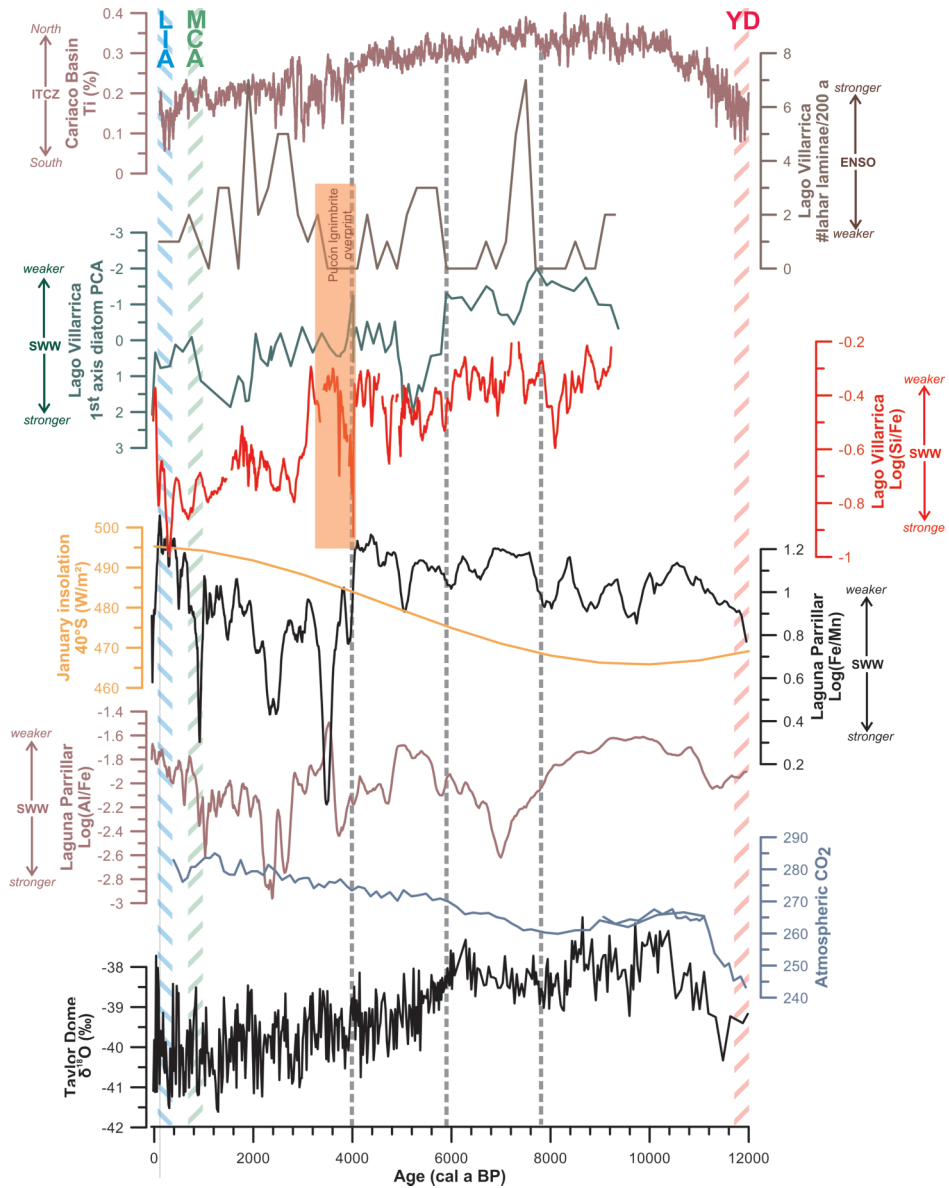 LIA
MCA
YD
North
ITCZ
South
Cariaco Basin
Ti (%)
0.4
0.3
0.2
0.1
0
8
6
4
2
0
Lago Villarrica
#lahar laminae/200 a
stronger
ENSO
weaker
Pucón Ignimbrite
overprint
weaker
SWW
stronger
Lago Villarrica
1st axis diatom PCA
-3
-2
-1
0
1
2
3
-0.2
-0.4
-0.6
-0.8
-1
Lago Villarrica
Log(Si/Fe)
weaker
SWW
stronge
January insolation
40°S (W/m²)
500
490
480
470
460
1.2
1
0.8
0.6
0.4
0.2
Laguna Parrillar
Log(Fe/Mn)
weaker
SWW
stronger
weaker
SWW
stronger
Laguna Parrillar
Log(Al/Fe)
-1.4
-1.8
-2
-2.2
-2.6
-2.8
-3
290
280
270
260
250
240
Atmospheric CO2
Taylor Dome
δ18O (‰)
-38
-39
-40
-41
-42
0
2000
4000
6000
8000
10000
12000
Age (cal a BP)